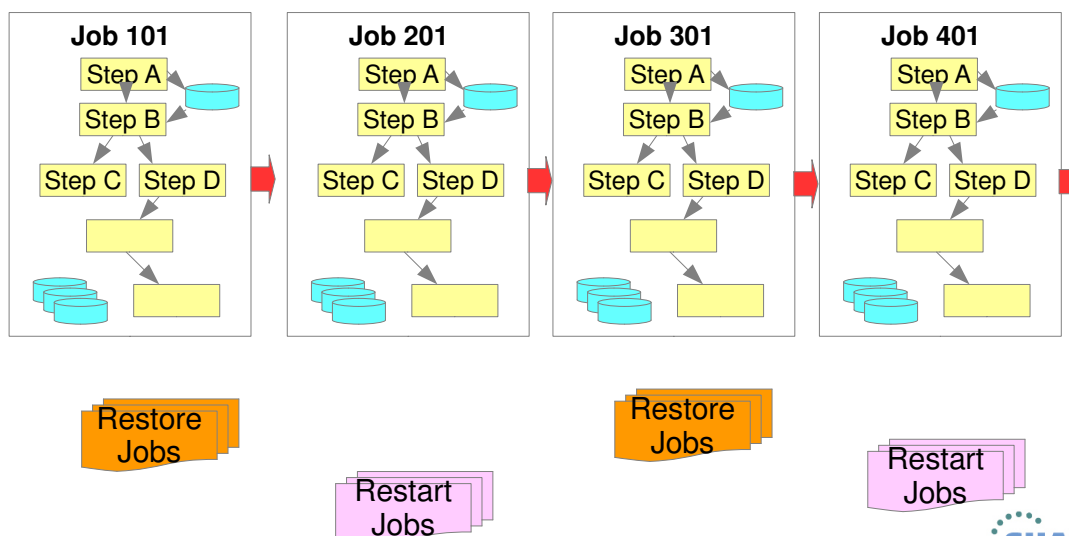 Job 101
Step A
Step B
Step C Step D
Job 201
Step A
Step B
Step C Step D
Job 301
Step A
Step B
Step C Step D
Job 401
Step A
Step B
Step C Step D
Restore
Jobs
Restart
Jobs
Restore
Jobs
Restart
Jobs